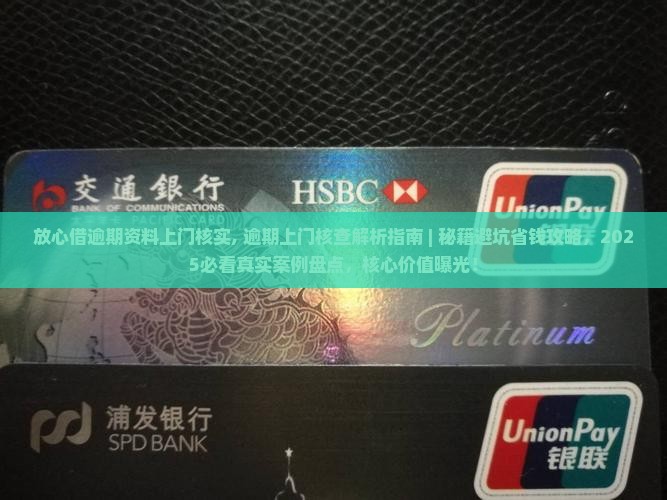 交通銀行
BANK OF COMMUNICATIONS
HSBC
UnionPay
放心借逾期资料上门核实, 逾期上门核查解析指南 | 秘籍避坑省钱攻略，202
5必看真实案例盘点，核心价值曝光
Platinum
浦发银行
SPD BANK
UnionPay
银联